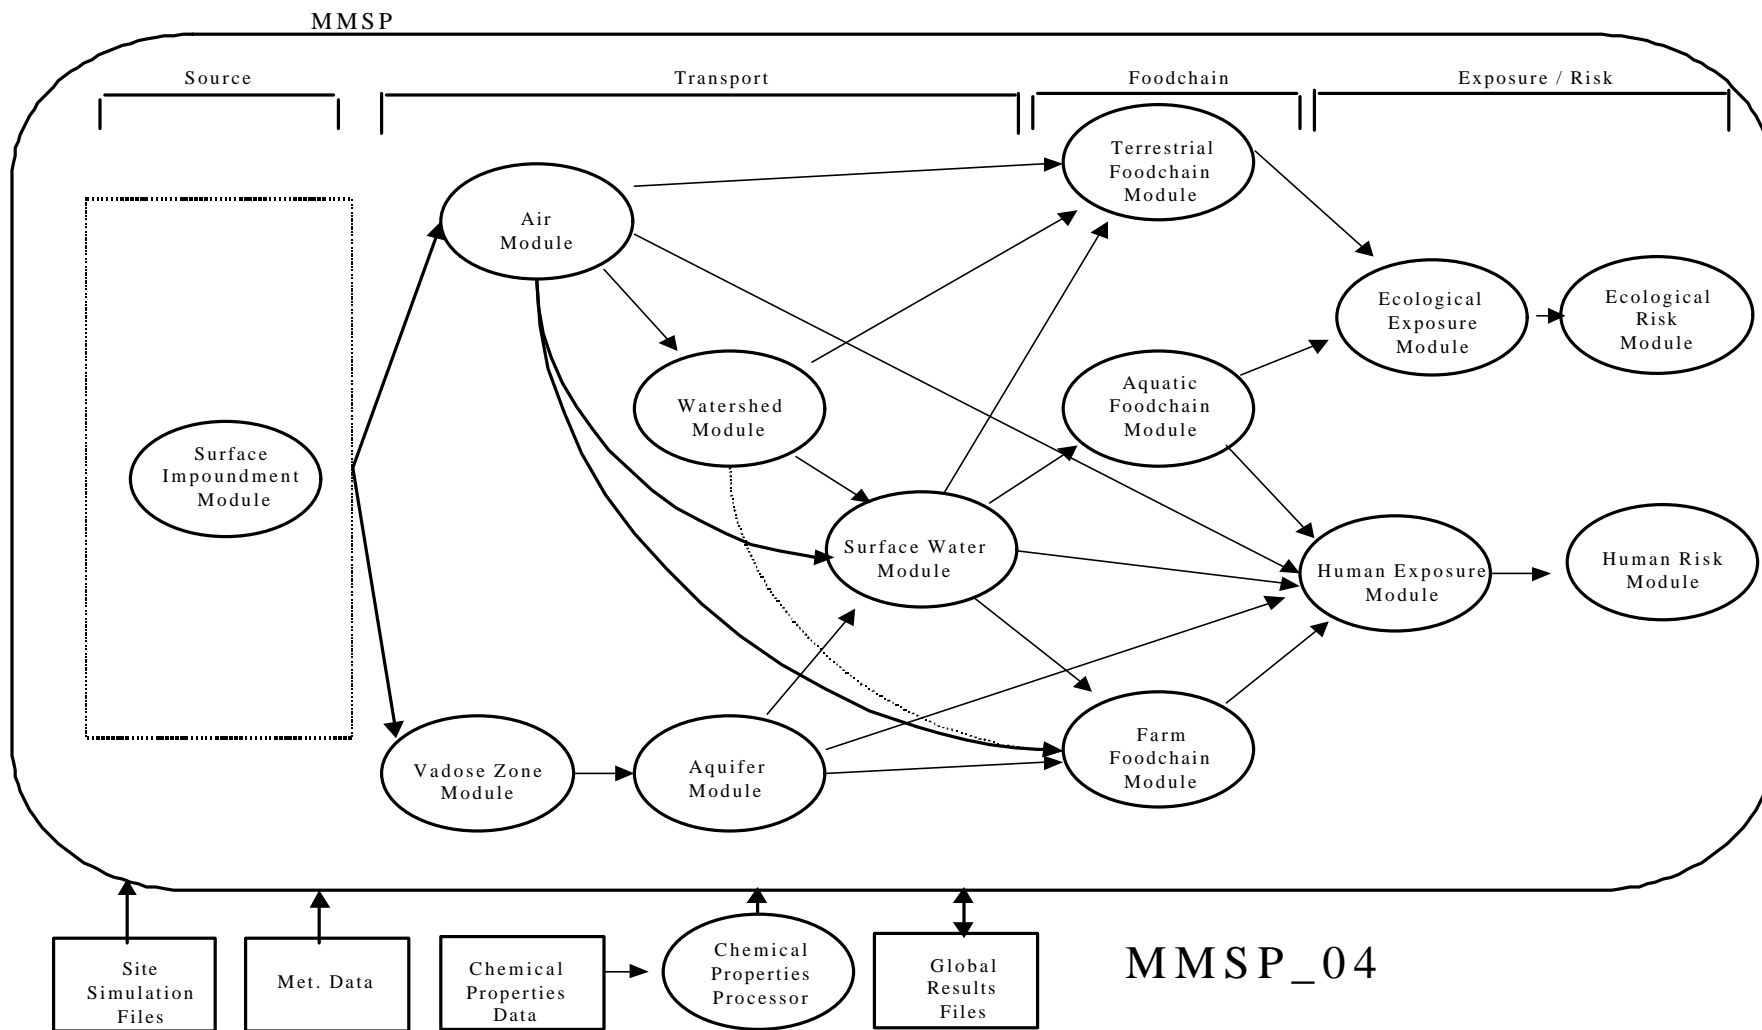 MMSP
Source
Transport
Foodchain
Exposure / Risk
Terrestrial
Foodchain
Module
Air
Module
Ecological
Exposure
Module
Ecological
Risk
Module
Watershed
Module
Aquatic
Foodchain
Module
Surface
Impoundment
Module
Surface Water
Module
Human Exposure
Module
Human Risk
Module
Vadose Zone
Module
Aquifer
Module
Farm
Foodchain
Module
Site
Simulation
Files
Met. Data
Chemical
Properties
Data
Chemical
Properties
Processor
Global
Results
Files
MMSP_04